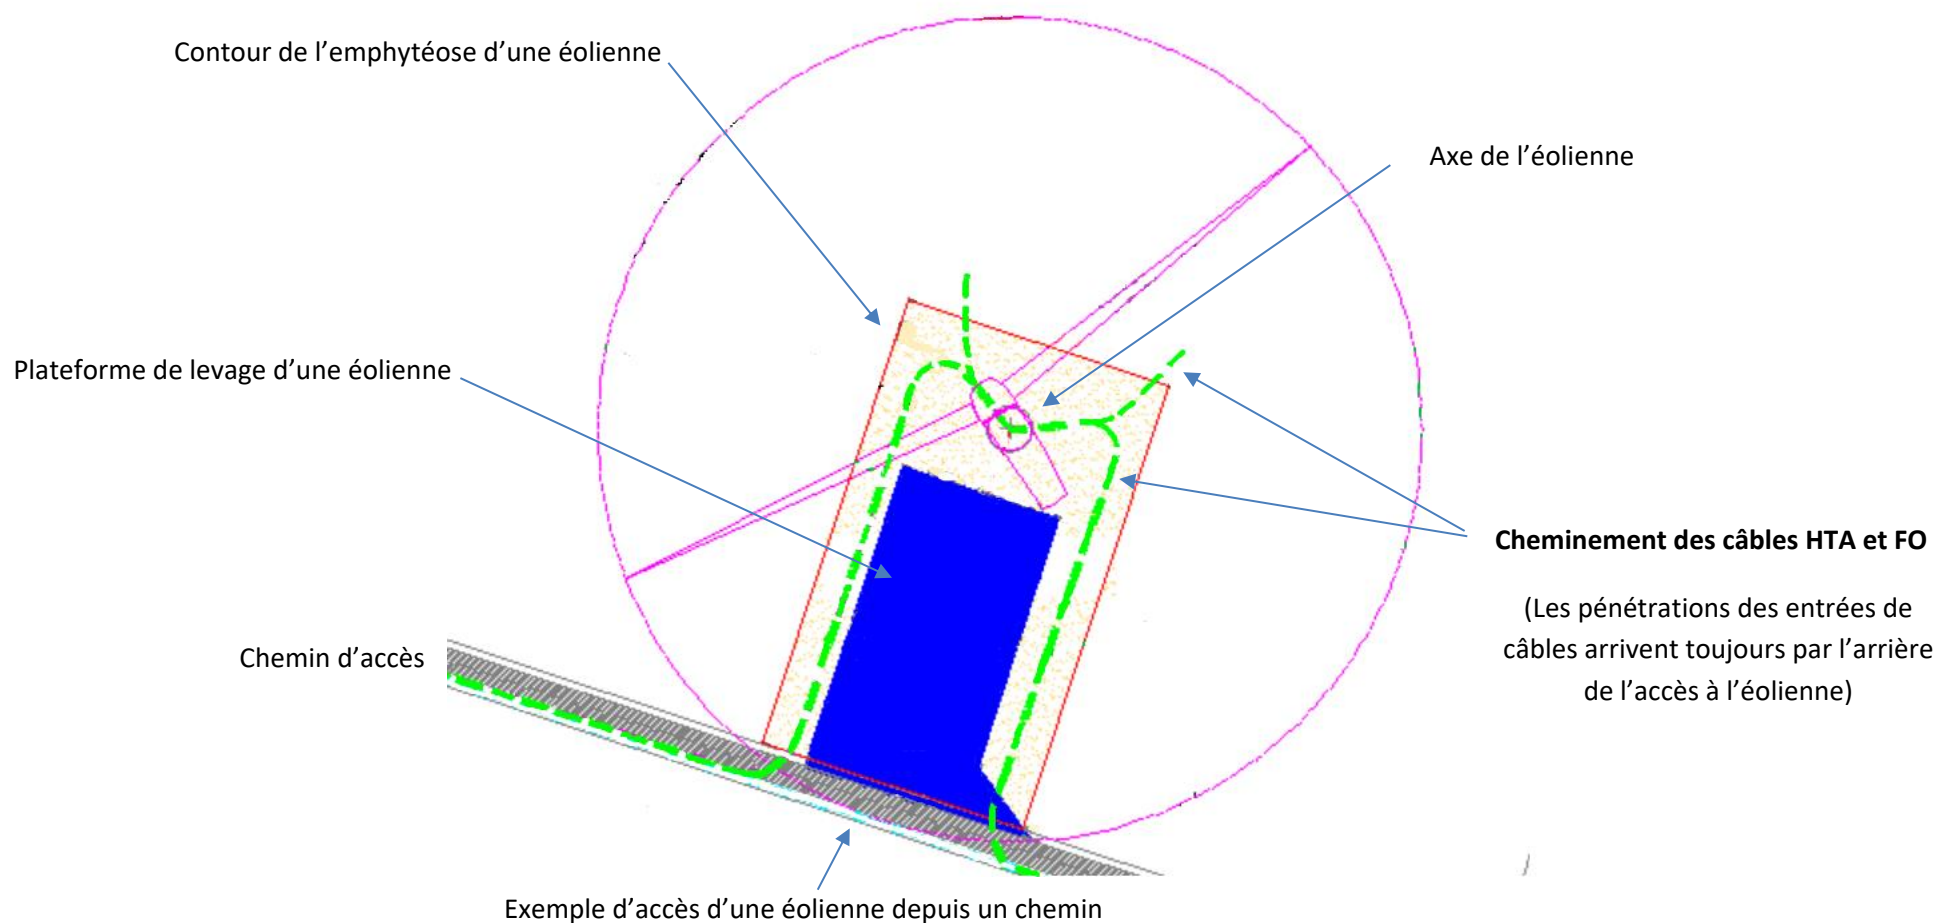 Contour de l’emphytéose d’une éolienne
Axe de l’éolienne
Plateforme de levage d’une éolienne
Cheminement des câbles HTA et FO
(Les pénétrations des entrées de
câbles arrivent toujours par l’arrière
de l’accès à l’éolienne)
Chemin d’accès
Exemple d’accès d’une éolienne depuis un chemin